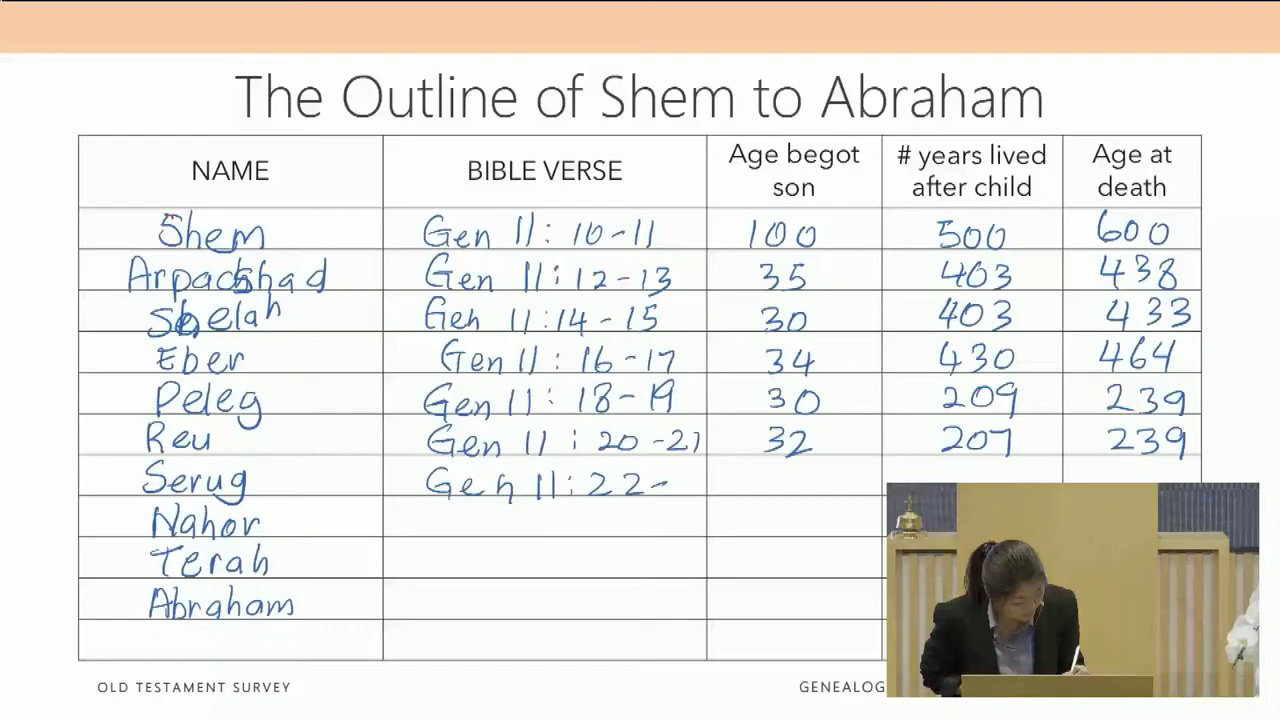 The Outline of Shem to Abraham
NAME BIBLE VERSE Age begot son # years lived after child Age at death
Shem Gen 11: 10-11 100 500 600
Arpachshad Gen 11:12-13 35 403 438
Shelah Gen 11:14-15 30 403 433
Eber Gen 11: 16-17 34 430 464
Peleg Gen 11: 18-19 30 209 239
Reu Gen 11:20-21 32 207 239
Serug Gen 11:22-
Nahor
Terah
Abraham
OLD TESTAMENT SURVEY GENEALOG